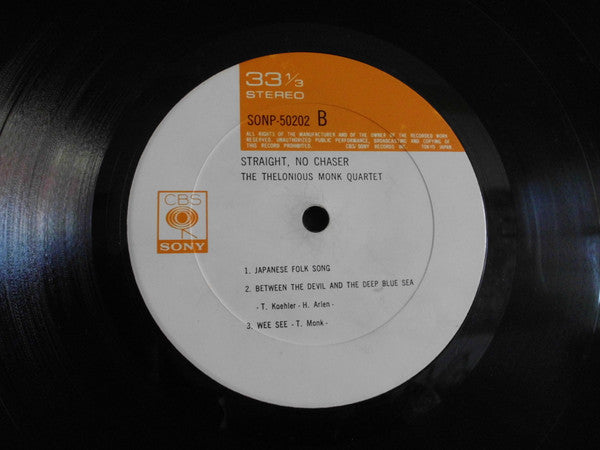 33 1/3
STEREO
SONP-50202 B
ALL RIGHTS OF THE MANUFACTURER AND OF THE OWNER OF THE RECORDED WORK
RESERVED. UNAUTHORIZED PUBLIC PERFORMANCE, BROADCASTING AND COPYING OF
THIS RECORD PROHIBITED. CBS/SONY RECORDS INC. TOKYO JAPAN.
STRAIGHT, NO CHASER
THE THELONIOUS MONK QUARTET
CBS
SONY
1. JAPANESE FOLK SONG
2. BETWEEN THE DEVIL AND THE DEEP BLUE SEA
- T. Koehler - H. Arlen -
3. WEE SEE - T. Monk -